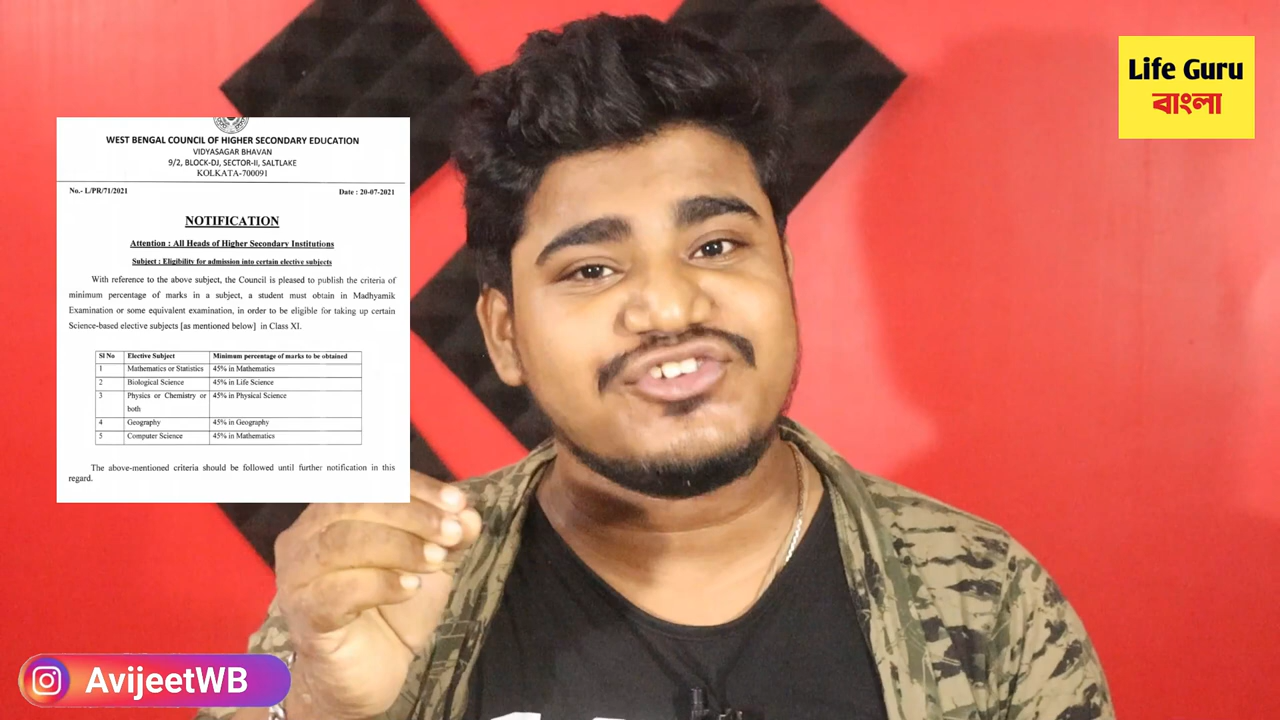 WEST BENGAL COUNCIL OF HIGHER SECONDARY EDUCATION
VIDYASAGAR BHAVAN
9/2, BLOCK-DJ, SECTOR-II, SALTLAKE
KOLKATA-700091
No.- L/PR/71/2021 Date : 20-07-2021
NOTIFICATION
Attention : All Heads of Higher Secondary Institutions
Subject : Eligibility for admission into certain elective subjects
With reference to the above subject, the Council is pleased to publish the criteria of
minimum percentage of marks in a subject, a student must obtain in Madhyamik
Examination or some equivalent examination, in order to be eligible for taking up certain
Science-based elective subjects [as mentioned below] in Class XI.
Sl No Elective Subject Minimum percentage of marks to be obtained
1 Mathematics or Statistics 45% in Mathematics
2 Biological Science 45% in Life Science
3 Physics or Chemistry or 45% in Physical Science
both
4 Geography 45% in Geography
5 Computer Science 45% in Mathematics
The above-mentioned criteria should be followed until further notification in this
regard.
Life Guru
বাংলা
AvijeetWB